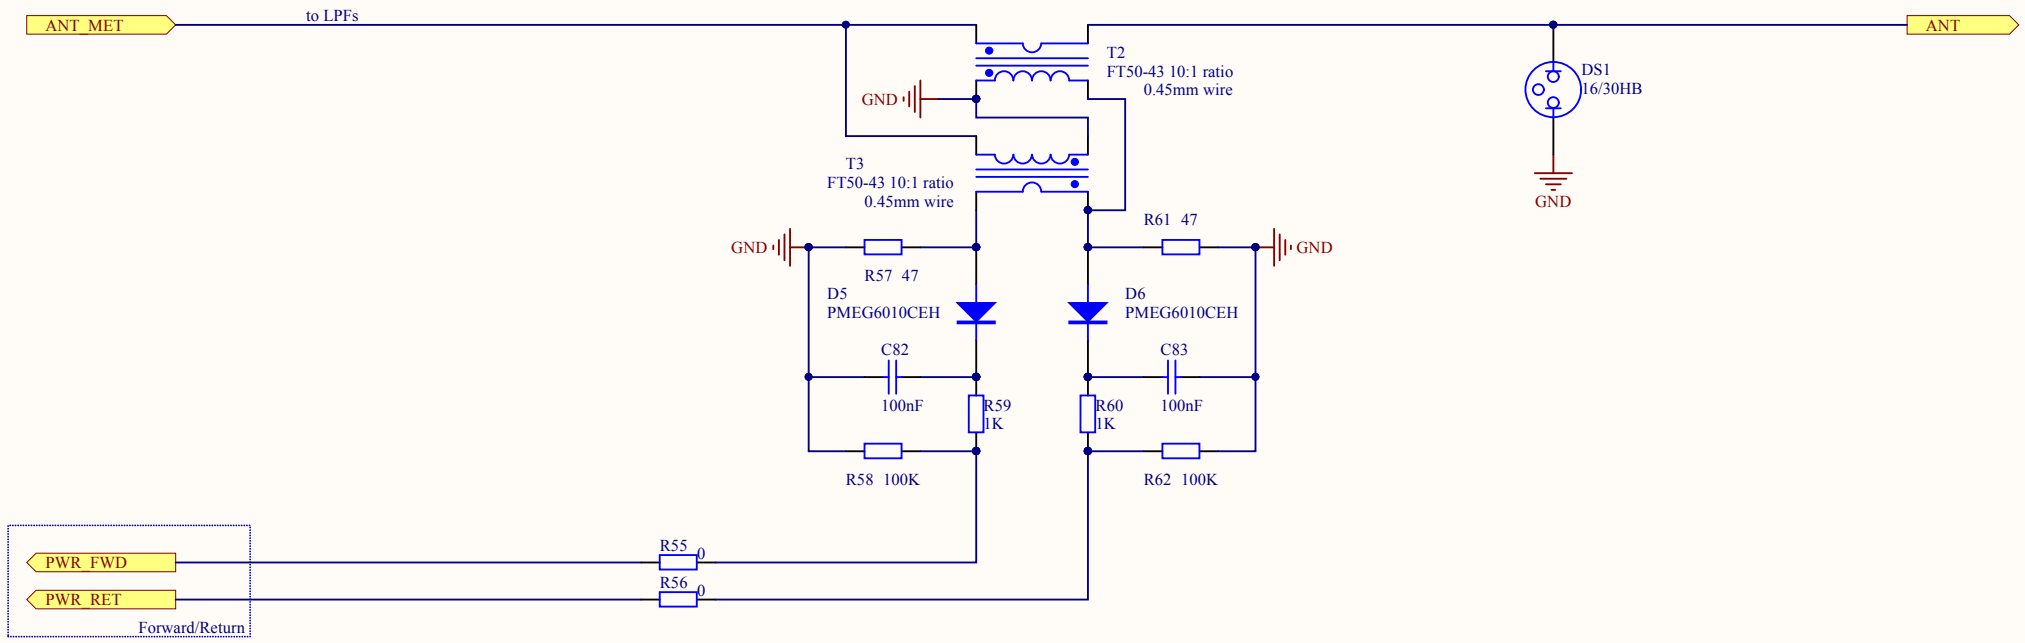 to LPFs
ANT_MET
ANT
T2
FT50-43 10:1 ratio
0.45mm wire
GND
DS1
16/30HB
GND
T3
FT50-43 10:1 ratio
0.45mm wire
R61 47
GND
GND
R57 47
D5
PMEG6010CEH
D6
PMEG6010CEH
C82
100nF
C83
100nF
R59
1K
R60
1K
R58 100K
R62 100K
R55 0
PWR_FWD
R56 0
PWR_RET
Forward/Return